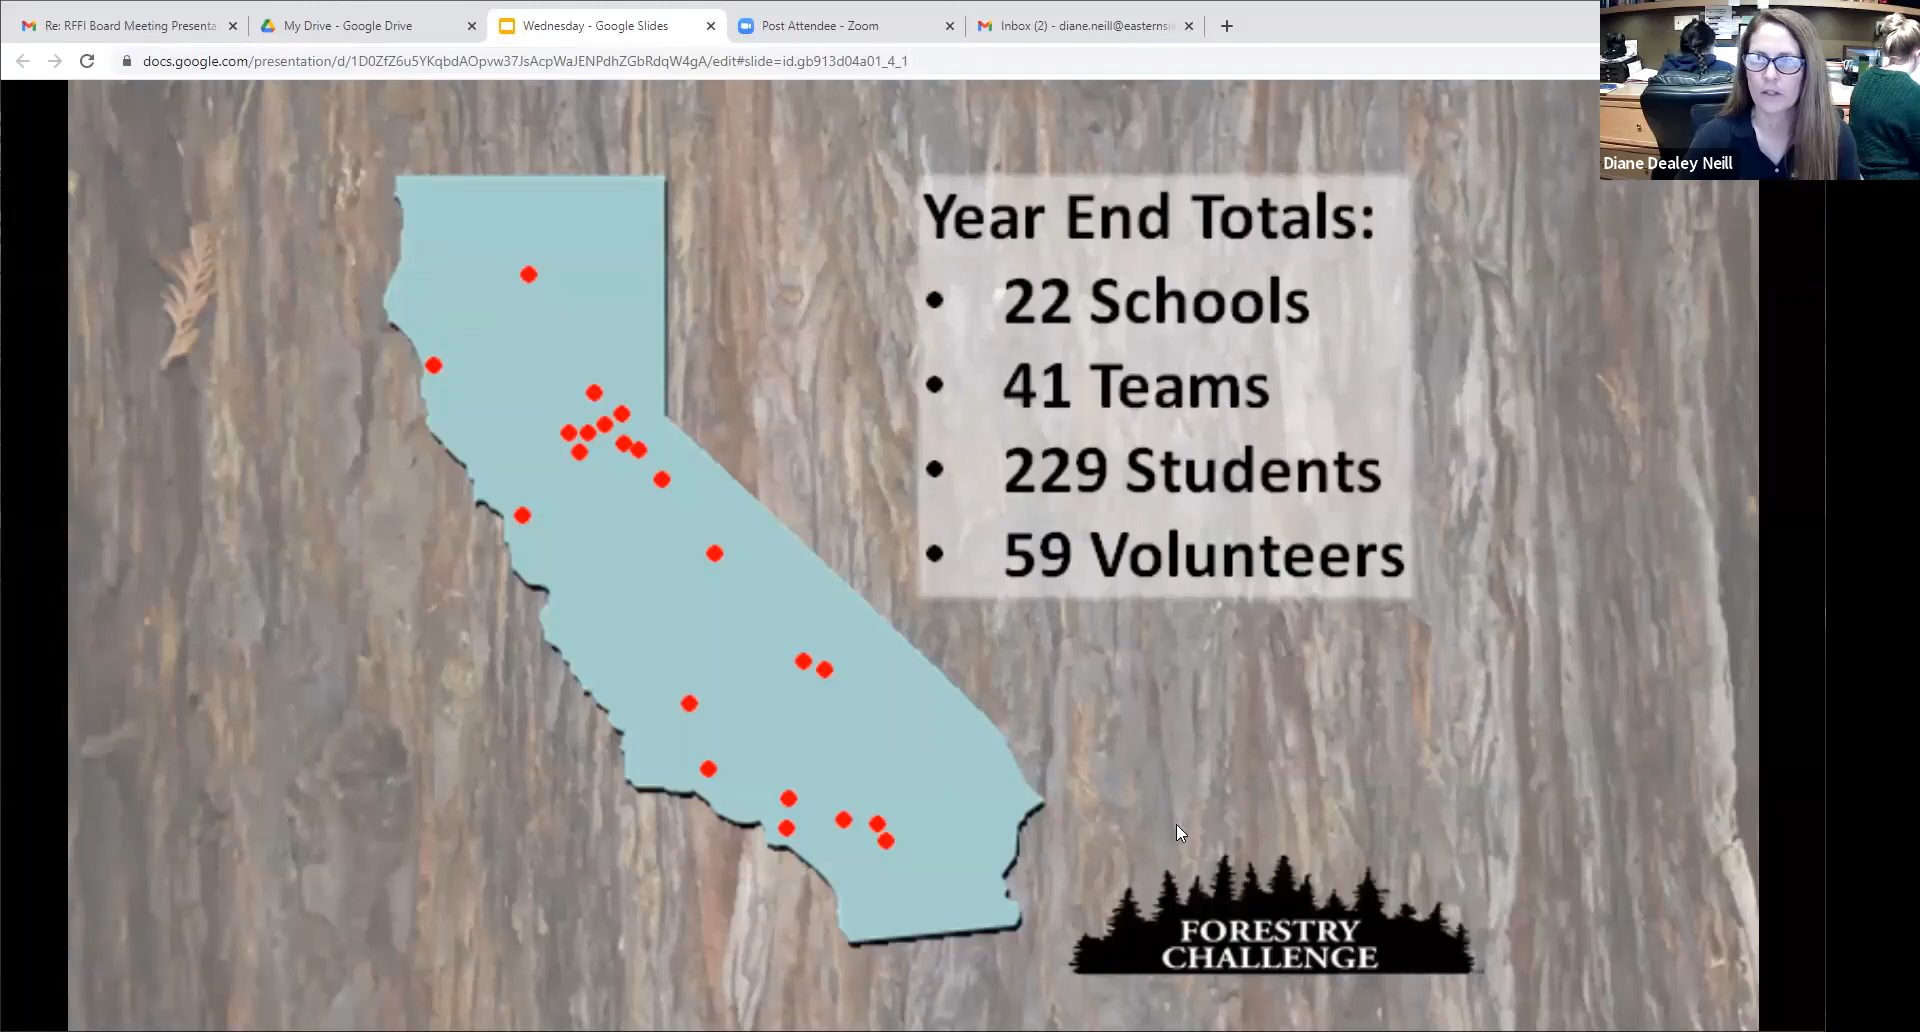 Re: RFFI Board Meeting Presenta
My Drive - Google Drive
Wednesday - Google Slides
Post Attendee - Zoom
Inbox (2) - diane.neill@easternsi
docs.google.com/presentation/d/1D0ZfZ6u5YKqbdAOpvw37JsAcpWaJENPdhZGbRdqW4gA/edit#slide=id.gb913d04a01_4_1
Diane Dealey Neill
Year End Totals:
• 22 Schools
• 41 Teams
• 229 Students
• 59 Volunteers
FORESTRY
CHALLENGE